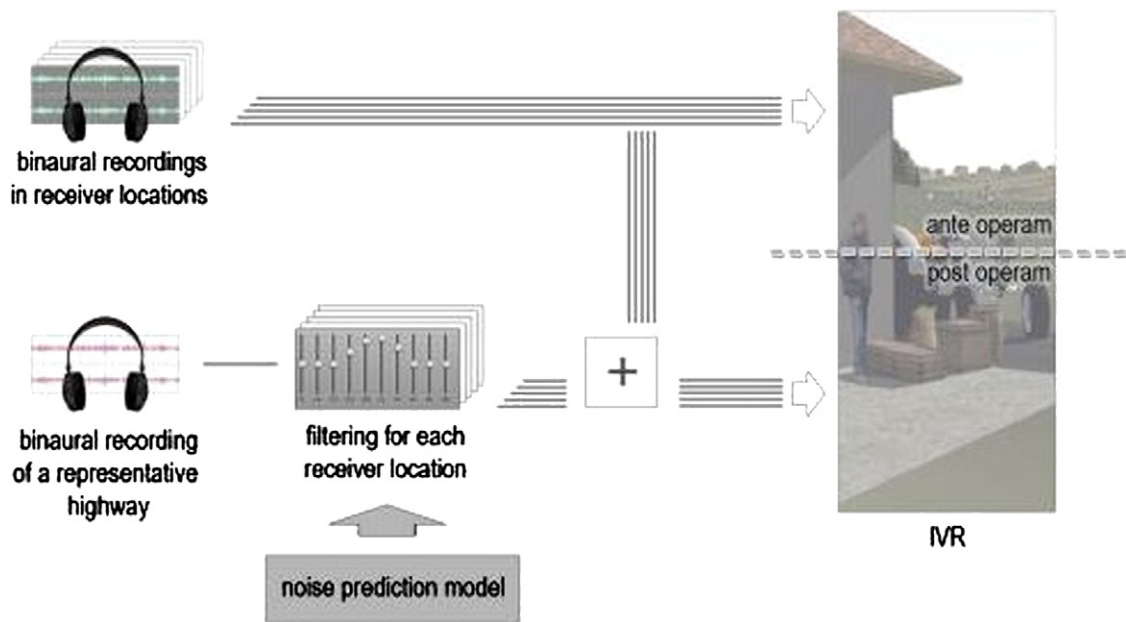 binaural recordings
in receiver locations
ante operam
post operam
+
binaural recording
of a representative
highway
filtering for each
receiver location
IVR
noise prediction model